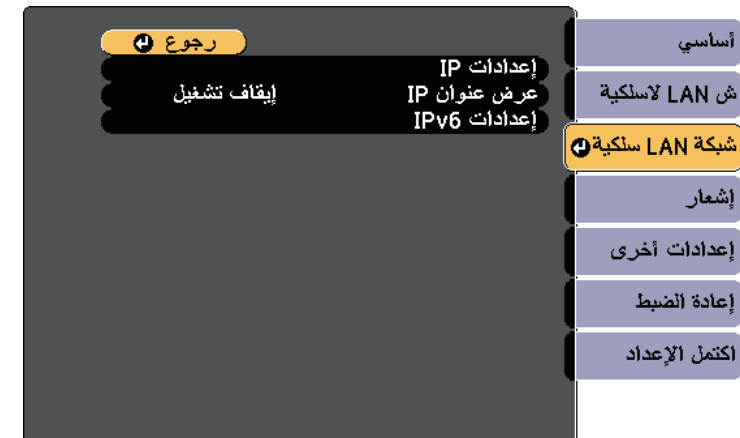 أساسي
ش LAN لاسلكية
شبكة LAN سلكية
إشعار
إعدادات أخرى
إعادة الضبط
اكتمل الإعداد
رجوع
إعدادات IP
عرض عنوان IP إيقاف تشغيل
إعدادات IPv6